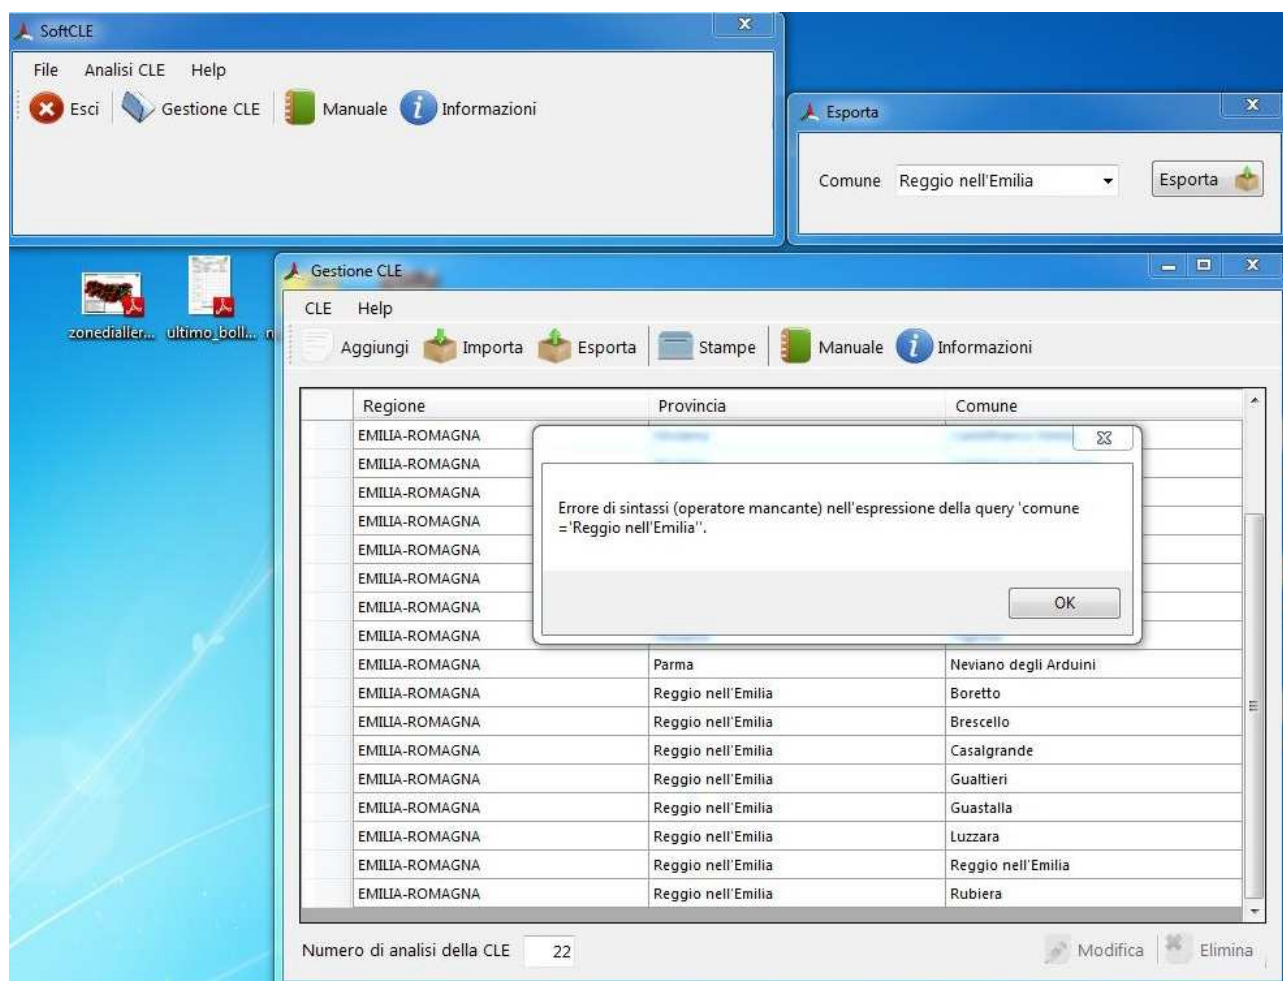 SoftCLE
File Analisi CLE Help
Esci Gestione CLE Manuale Informazioni
Esporta
Comune Reggio nell'Emilia Esporta
zonedialler... ultimo_boll... n
Gestione CLE
CLE Help
Aggiungi Importa Esporta Stampe Manuale Informazioni
Regione Provincia Comune
EMILIA-ROMAGNA
EMILIA-ROMAGNA
EMILIA-ROMAGNA
EMILIA-ROMAGNA
EMILIA-ROMAGNA
EMILIA-ROMAGNA
EMILIA-ROMAGNA
EMILIA-ROMAGNA
Errore di sintassi (operatore mancante) nell'espressione della query 'comune
='Reggio nell'Emilia''.
OK
EMILIA-ROMAGNA Parma Neviano degli Arduini
EMILIA-ROMAGNA Reggio nell'Emilia Boretto
EMILIA-ROMAGNA Reggio nell'Emilia Brescello
EMILIA-ROMAGNA Reggio nell'Emilia Casalgrande
EMILIA-ROMAGNA Reggio nell'Emilia Gualtieri
EMILIA-ROMAGNA Reggio nell'Emilia Guastalla
EMILIA-ROMAGNA Reggio nell'Emilia Luzzara
EMILIA-ROMAGNA Reggio nell'Emilia Reggio nell'Emilia
EMILIA-ROMAGNA Reggio nell'Emilia Rubiera
Numero di analisi della CLE 22 Modifica Elimina